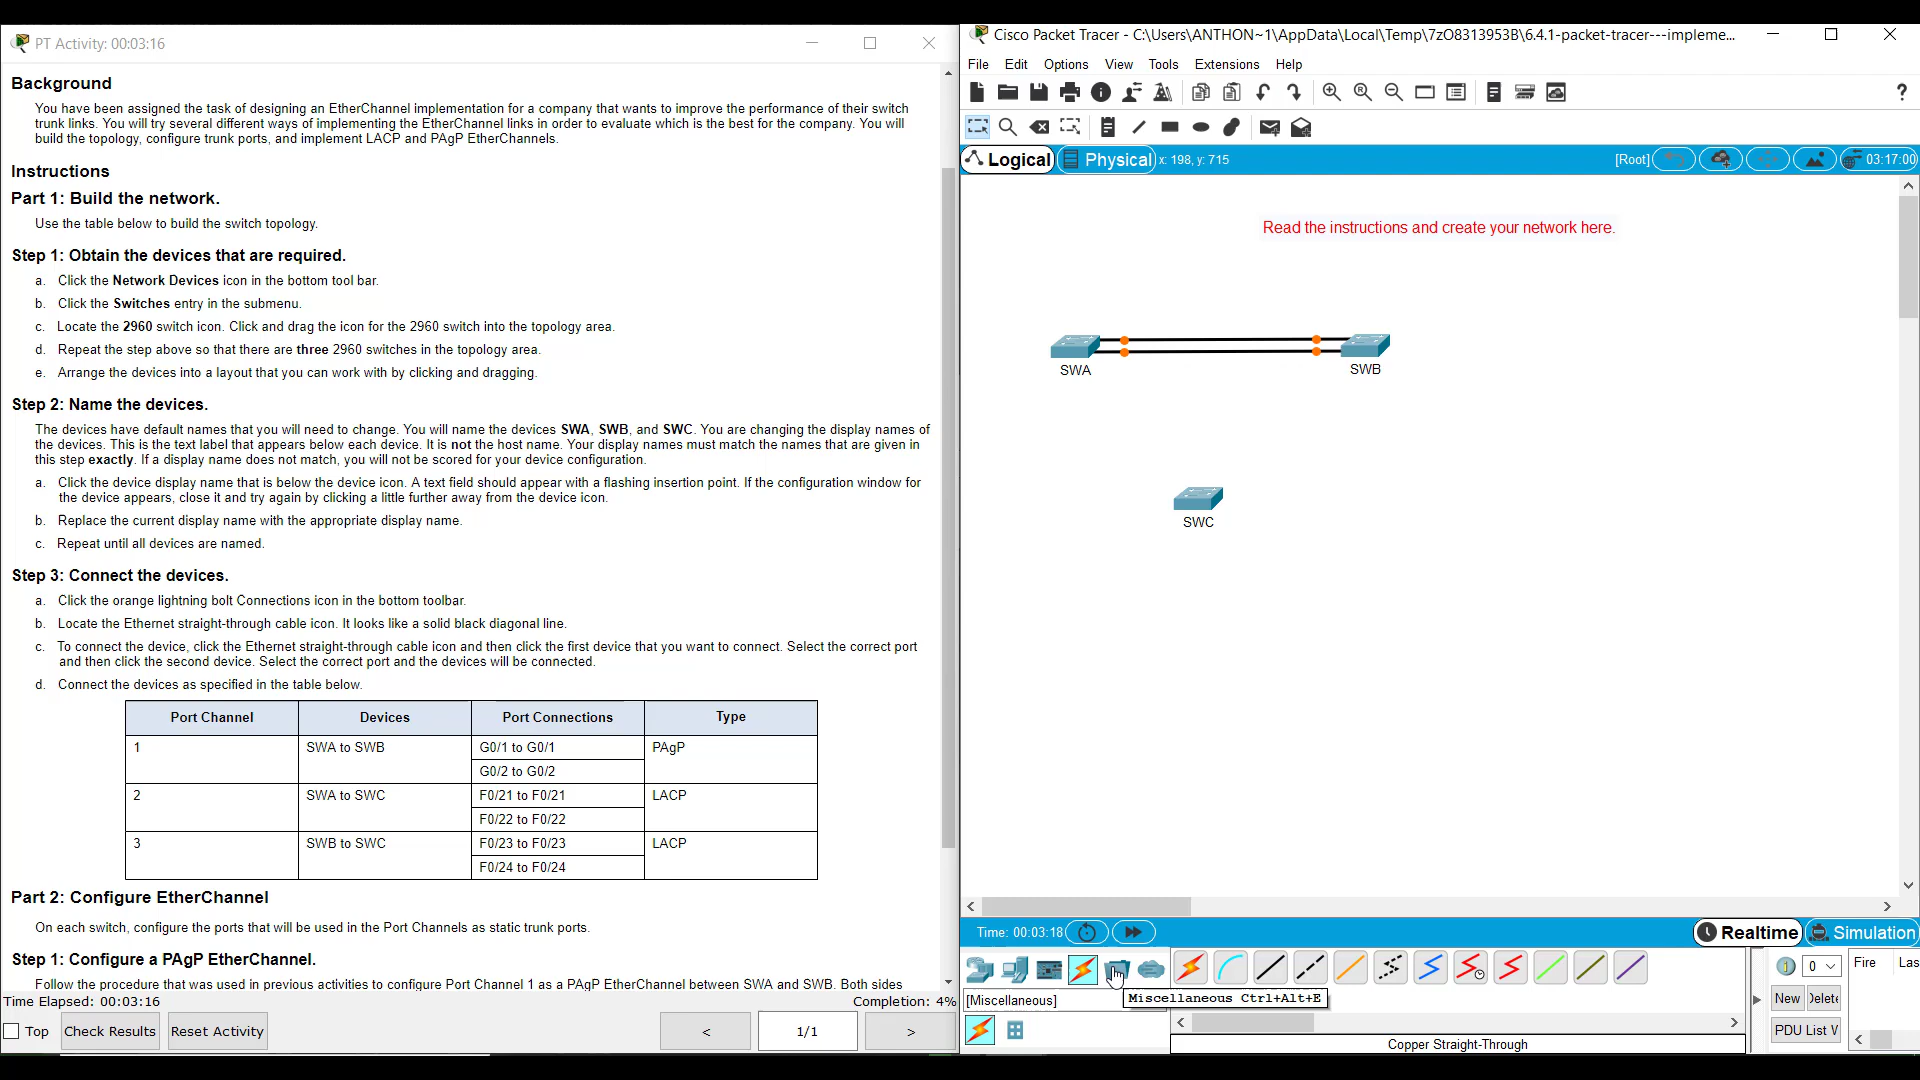 PT Activity: 00:03:16
Background
You have been assigned the task of designing an EtherChannel implementation for a company that wants to improve the performance of their switch
trunk links. You will try several different ways of implementing the EtherChannel links in order to evaluate which is the best for the company. You will
build the topology, configure trunk ports, and implement LACP and PAgP EtherChannels.
Instructions
Part 1: Build the network.
Use the table below to build the switch topology.
Step 1: Obtain the devices that are required.
a. Click the Network Devices icon in the bottom tool bar.
b. Click the Switches entry in the submenu.
c. Locate the 2960 switch icon. Click and drag the icon for the 2960 switch into the topology area.
d. Repeat the step above so that there are three 2960 switches in the topology area.
e. Arrange the devices into a layout that you can work with by clicking and dragging.
Step 2: Name the devices.
The devices have default names that you will need to change. You will name the devices SWA, SWB, and SWC. You are changing the display names of
the devices. This is the text label that appears below each device. It is not the host name. Your display names must match the names that are given in
this step exactly. If a display name does not match, you will not be scored for your device configuration.
a. Click the device display name that is below the device icon. A text field should appear with a flashing insertion point. If the configuration window for
the device appears, close it and try again by clicking a little further away from the device icon.
b. Replace the current display name with the appropriate display name.
c. Repeat until all devices are named.
Step 3: Connect the devices.
a. Click the orange lightning bolt Connections icon in the bottom toolbar.
b. Locate the Ethernet straight-through cable icon. It looks like a solid black diagonal line.
c. To connect the device, click the Ethernet straight-through cable icon and then click the first device that you want to connect. Select the correct port
and then click the second device. Select the correct port and the devices will be connected.
d. Connect the devices as specified in the table below.
Port Channel Devices Port Connections Type
1 SWA to SWB G0/1 to G0/1 PAgP
G0/2 to G0/2
2 SWA to SWC F0/21 to F0/21 LACP
F0/22 to F0/22
3 SWB to SWC F0/23 to F0/23 LACP
F0/24 to F0/24
Part 2: Configure EtherChannel
On each switch, configure the ports that will be used in the Port Channels as static trunk ports.
Step 1: Configure a PAgP EtherChannel.
Follow the procedure that was used in previous activities to configure Port Channel 1 as a PAgP EtherChannel between SWA and SWB. Both sides
Time Elapsed: 00:03:16 Completion: 4%
Top Check Results Reset Activity < 1/1 >
Cisco Packet Tracer - C:\Users\ANTHON~1\AppData\Local\Temp\7zO8313953B\6.4.1-packet-tracer---impleme...
File Edit Options View Tools Extensions Help
?
Logical Physical x: 198, y: 715 [Root] 03:17:00
Read the instructions and create your network here.
SWA
SWB
SWC
Time: 00:03:18 Realtime Simulation
0 Fire Las
[Miscellaneous] Miscellaneous Ctrl+Alt+E New Delete
PDU List W
Copper Straight-Through